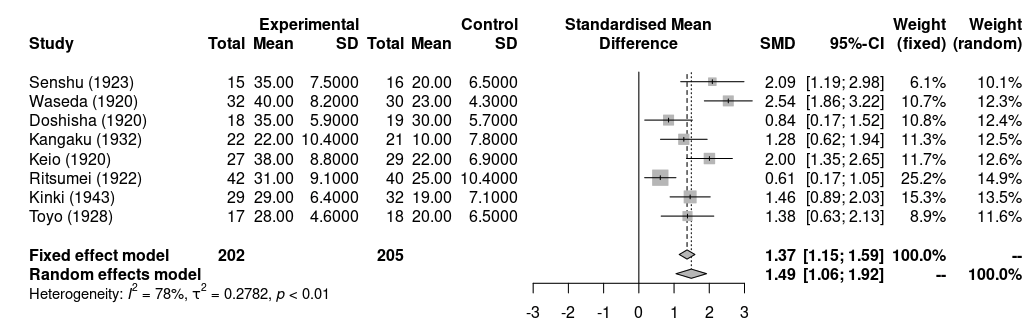 Experimental Control Standardised Mean Weight Weight
Study Total Mean SD Total Mean SD Difference SMD 95%-CI (fixed) (random)
Senshu (1923) 15 35.00 7.5000 16 20.00 6.5000 2.09 [1.19; 2.98] 6.1% 10.1%
Waseda (1920) 32 40.00 8.2000 30 23.00 4.3000 2.54 [1.86; 3.22] 10.7% 12.3%
Doshisha (1920) 18 35.00 5.9000 19 30.00 5.7000 0.84 [0.17; 1.52] 10.8% 12.4%
Kangaku (1932) 22 22.00 10.4000 21 10.00 7.8000 1.28 [0.62; 1.94] 11.3% 12.5%
Keio (1920) 27 38.00 8.8000 29 22.00 6.9000 2.00 [1.35; 2.65] 11.7% 12.6%
Ritsumei (1922) 42 31.00 9.1000 40 25.00 10.4000 0.61 [0.17; 1.05] 25.2% 14.9%
Kinki (1943) 29 29.00 6.4000 32 19.00 7.1000 1.46 [0.89; 2.03] 15.3% 13.5%
Toyo (1928) 17 28.00 4.6000 18 20.00 6.5000 1.38 [0.63; 2.13] 8.9% 11.6%
Fixed effect model 202 205 1.37 [1.15; 1.59] 100.0% --
Random effects model 1.49 [1.06; 1.92] -- 100.0%
Heterogeneity: I² = 78%, τ² = 0.2782, p < 0.01
-3 -2 -1 0 1 2 3